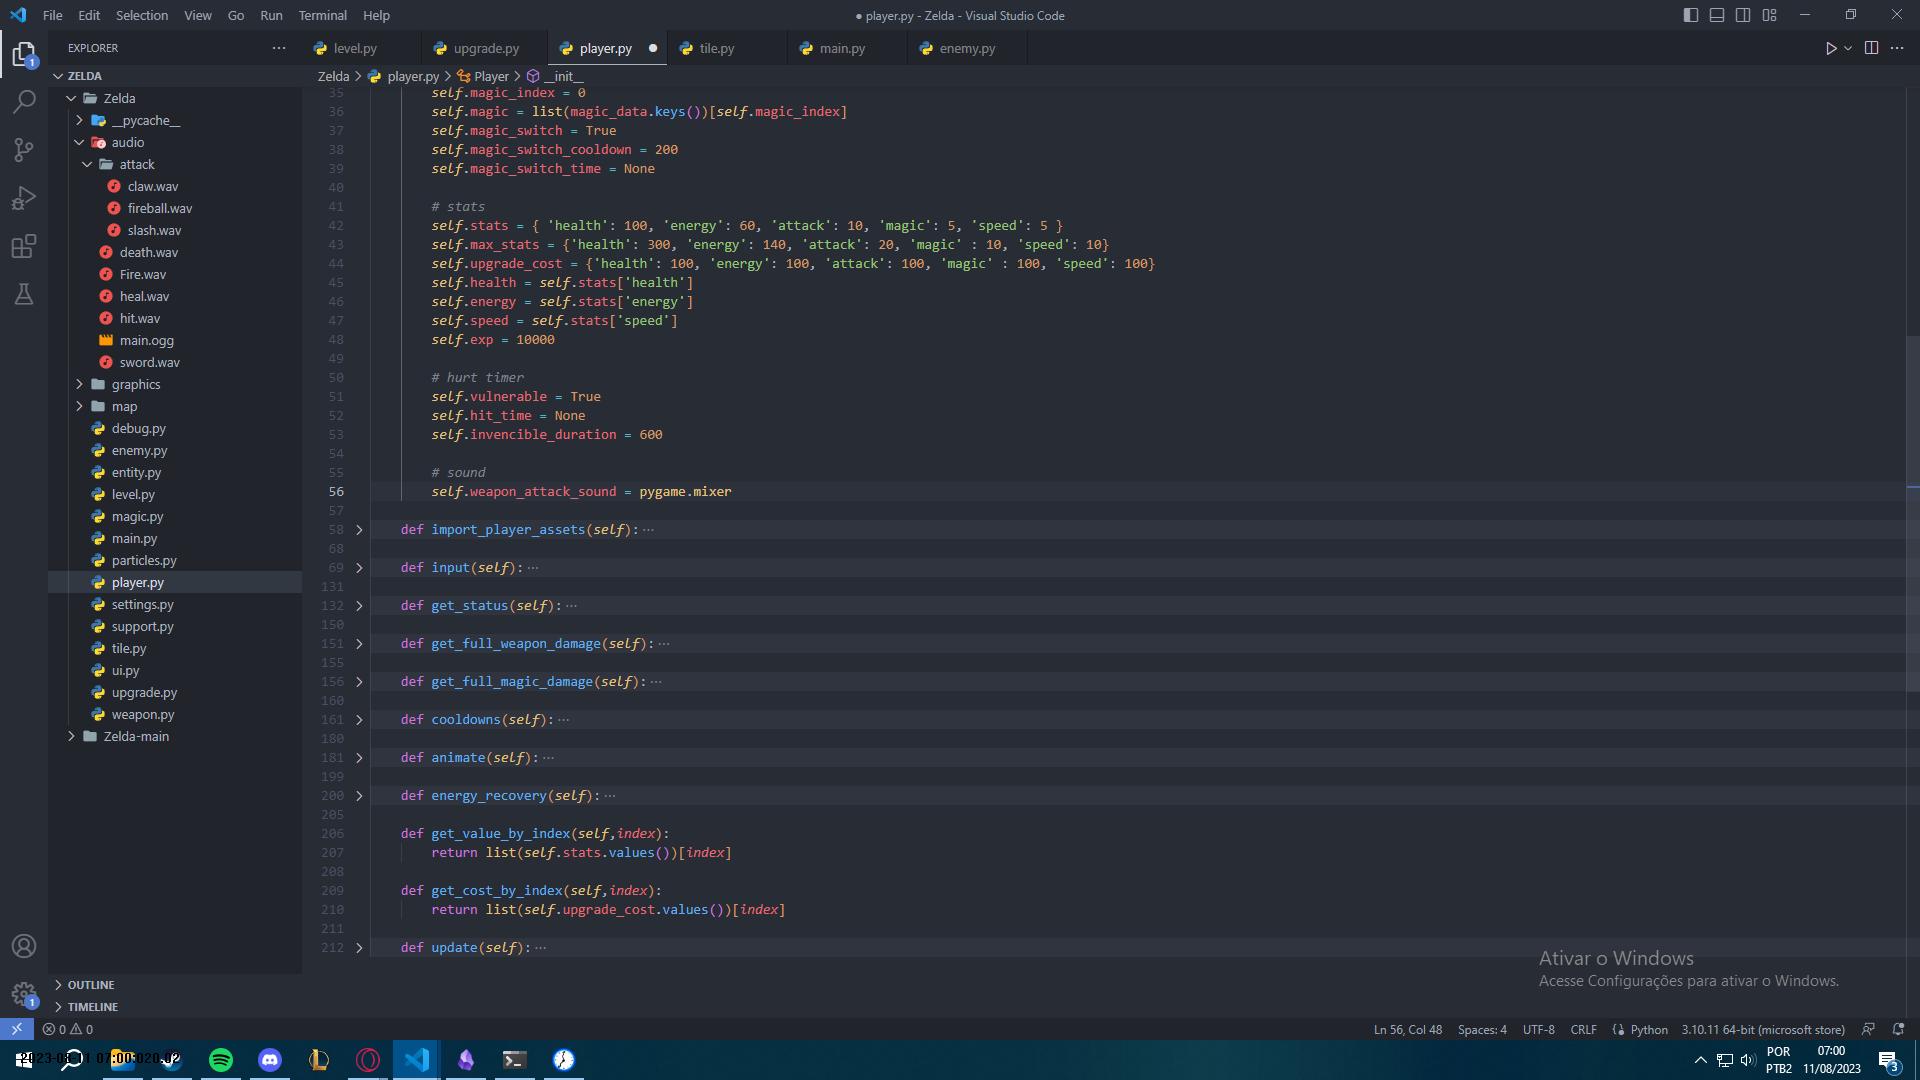 File Edit Selection View Go Run Terminal Help
● player.py - Zelda - Visual Studio Code
EXPLORER ···
level.py
upgrade.py
player.py ●
tile.py
main.py
enemy.py
Zelda > player.py > Player > __init__
ZELDA
Zelda
__pycache__
audio
attack
claw.wav
fireball.wav
slash.wav
death.wav
Fire.wav
heal.wav
hit.wav
main.ogg
sword.wav
graphics
map
debug.py
enemy.py
entity.py
level.py
magic.py
main.py
particles.py
player.py
settings.py
support.py
tile.py
ui.py
upgrade.py
weapon.py
Zelda-main
OUTLINE
TIMELINE
35 self.magic_index = 0
36 self.magic = list(magic_data.keys())[self.magic_index]
37 self.magic_switch = True
38 self.magic_switch_cooldown = 200
39 self.magic_switch_time = None
40
41 # stats
42 self.stats = { 'health': 100, 'energy': 60, 'attack': 10, 'magic': 5, 'speed': 5 }
43 self.max_stats = {'health': 300, 'energy': 140, 'attack': 20, 'magic' : 10, 'speed': 10}
44 self.upgrade_cost = {'health': 100, 'energy': 100, 'attack': 100, 'magic' : 100, 'speed': 100}
45 self.health = self.stats['health']
46 self.energy = self.stats['energy']
47 self.speed = self.stats['speed']
48 self.exp = 10000
49
50 # hurt timer
51 self.vulnerable = True
52 self.hit_time = None
53 self.invencible_duration = 600
54
55 # sound
56 self.weapon_attack_sound = pygame.mixer
57
58 def import_player_assets(self): ···
68
69 def input(self): ···
131
132 def get_status(self): ···
150
151 def get_full_weapon_damage(self): ···
155
156 def get_full_magic_damage(self): ···
160
161 def cooldowns(self): ···
180
181 def animate(self): ···
199
200 def energy_recovery(self): ···
205
206 def get_value_by_index(self,index):
207 return list(self.stats.values())[index]
208
209 def get_cost_by_index(self,index):
210 return list(self.upgrade_cost.values())[index]
211
212 def update(self): ···
Ativar o Windows
Acesse Configurações para ativar o Windows.
0 0
Ln 56, Col 48 Spaces: 4 UTF-8 CRLF Python 3.10.11 64-bit (microsoft store)
POR
PTB2
07:00
11/08/2023
3
1
1